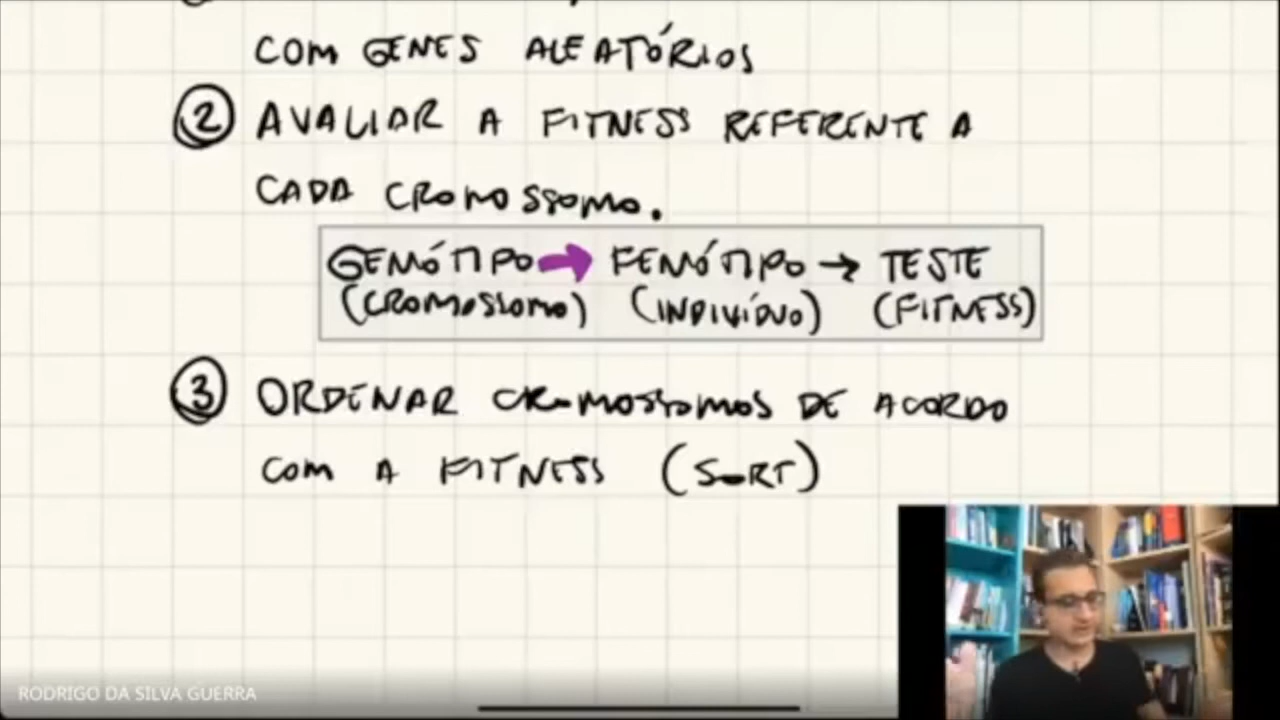 COM GENES ALEATÓRIOS
② AVALIAR A FITNESS REFERENTE A
CADA CROMOSSOMO.
GENÓTIPO → FENÓTIPO → TESTE
(CROMOSSOMO) (INDIVÍDUO) (FITNESS)
③ ORDENAR CROMOSSOMOS DE ACORDO
COM A FITNESS (SORT)
RODRIGO DA SILVA GUERRA